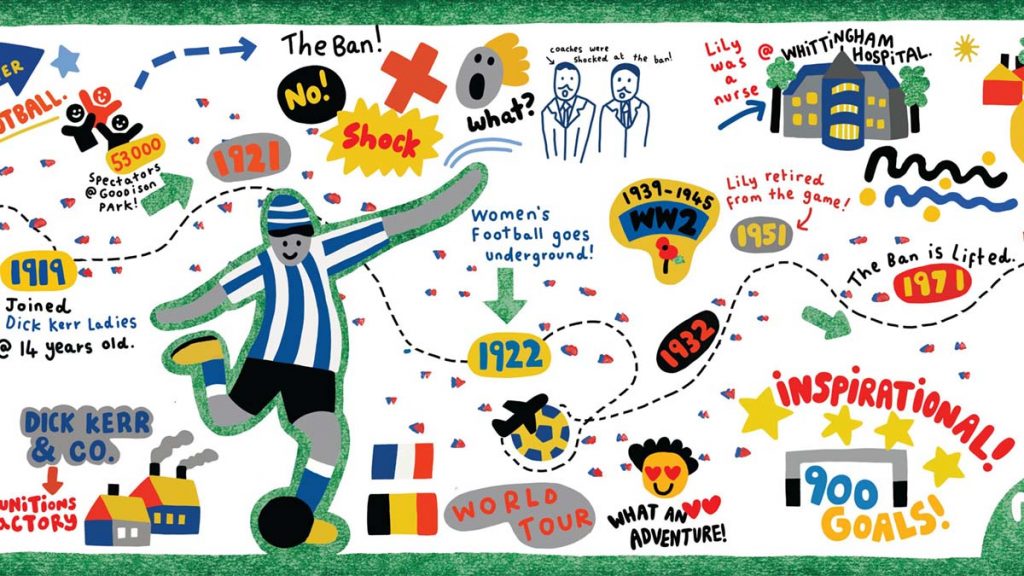 The Ban!
No!
Shock
what?
coaches were
shocked at the ban!
Lily
was
a
nurse
@
WHITTINGHAM
HOSPITAL.
53000
Spectators
@ GOODISON
PARK!
1921
1919
Joined
Dick Kerr Ladies
@ 14 years old.
Women's
Football goes
underground!
1922
1939-1945
WW2
Lily retired
from the game!
1951
The Ban is Lifted.
1971
1932
DICK KERR
& CO.
WORLD
TOUR
WHAT AN
ADVENTURE!
INSPIRATIONAL!
900
GOALS!